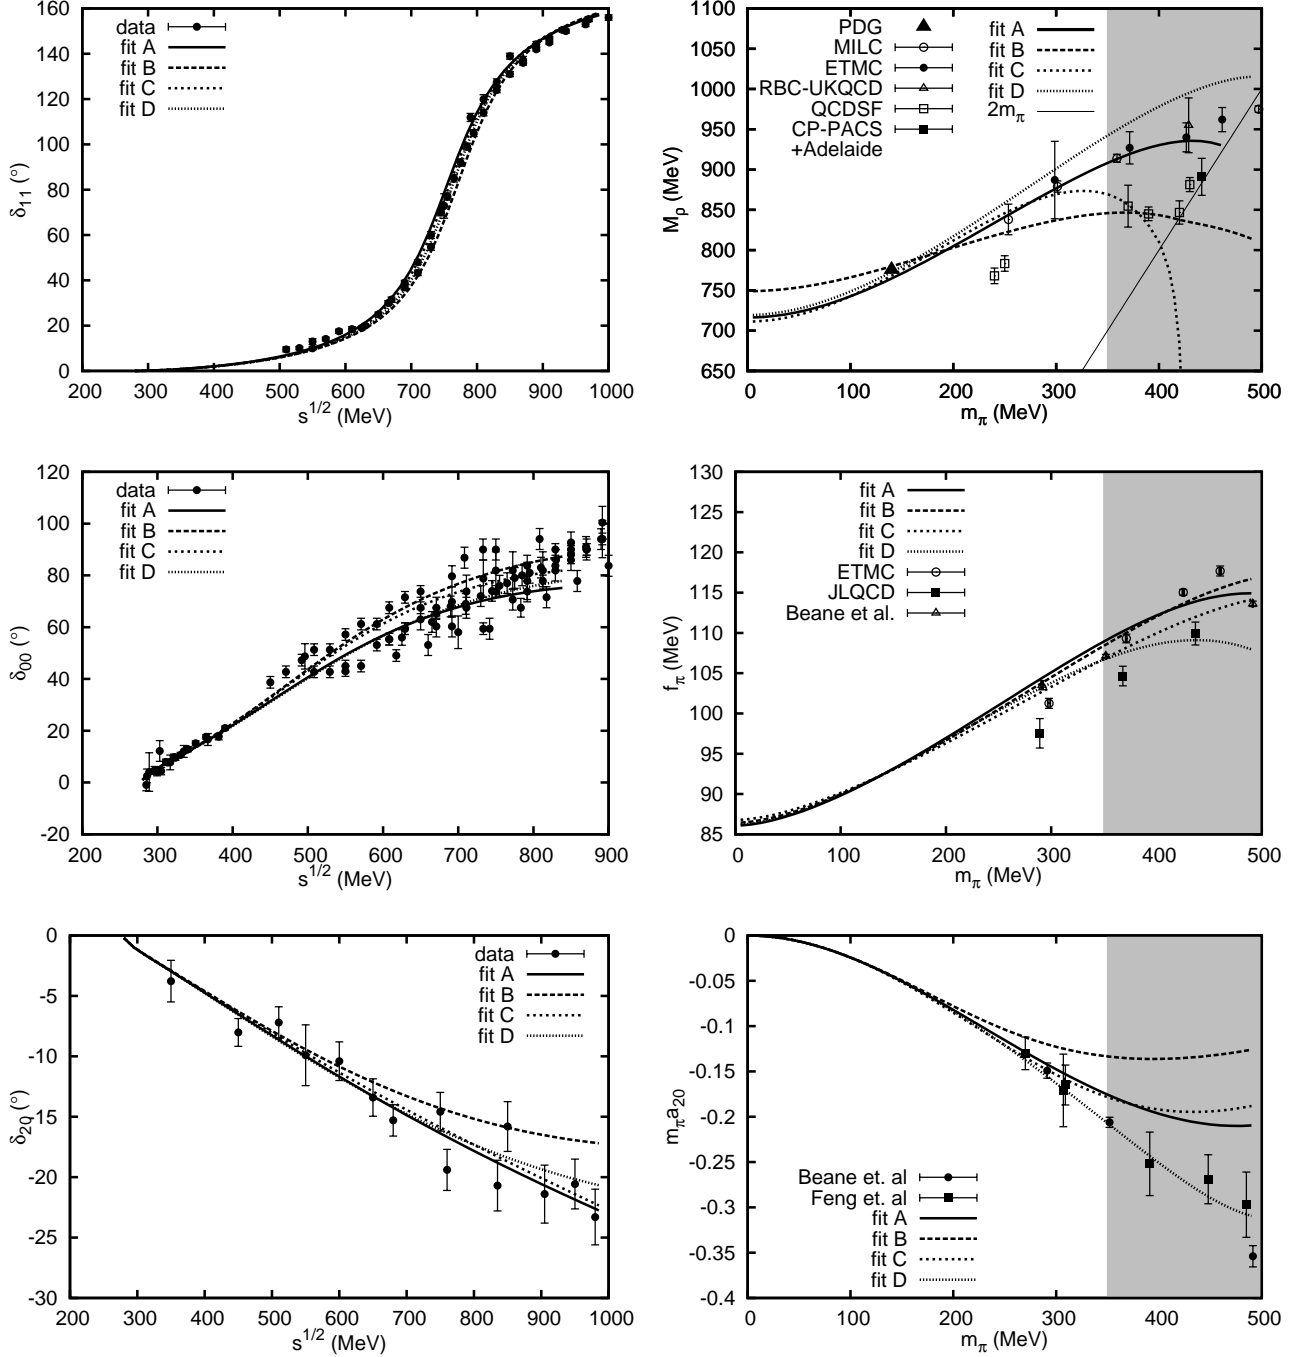 160
140
120
100
80
60
40
20
0
200
300
400
500
600
700
800
900
1000
δ11 (°)
s1/2 (MeV)
data
fit A
fit B
fit C
fit D
1100
1050
1000
950
900
850
800
750
700
650
0
100
200
300
400
500
Mρ (MeV)
mπ (MeV)
PDG
MILC
ETMC
RBC-UKQCD
QCDSF
CP-PACS
+Adelaide
fit A
fit B
fit C
fit D
2mπ
120
100
80
60
40
20
0
-20
200
300
400
500
600
700
800
900
δ00 (°)
s1/2 (MeV)
data
fit A
fit B
fit C
fit D
130
125
120
115
110
105
100
95
90
85
0
100
200
300
400
500
fπ (MeV)
mπ (MeV)
fit A
fit B
fit C
fit D
ETMC
JLQCD
Beane et al.
0
-5
-10
-15
-20
-25
-30
200
300
400
500
600
700
800
900
1000
δ20 (°)
s1/2 (MeV)
data
fit A
fit B
fit C
fit D
0
-0.05
-0.1
-0.15
-0.2
-0.25
-0.3
-0.35
-0.4
0
100
200
300
400
500
mπa20
mπ (MeV)
Beane et. al
Feng et. al
fit A
fit B
fit C
fit D